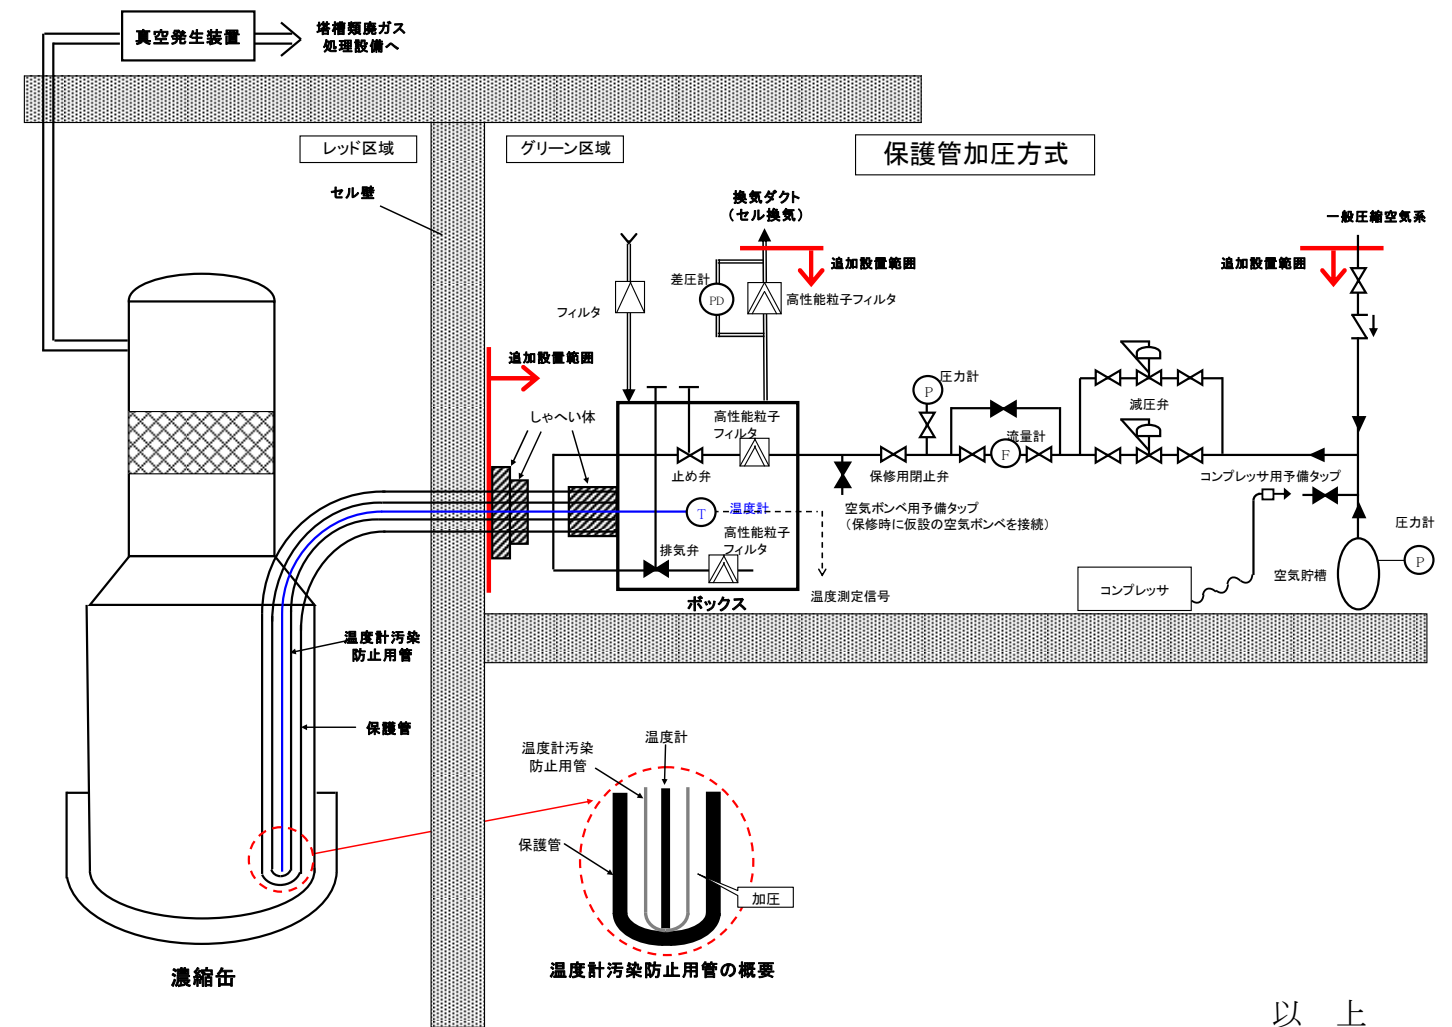 真空発生装置
塔槽類廃ガス
処理設備へ
レッド区域
グリーン区域
保護管加圧方式
セル壁
換気ダクト
(セル換気)
一般圧縮空気系
追加設置範囲
追加設置範囲
差圧計
PD
高性能粒子フィルタ
フィルタ
追加設置範囲
圧力計
P
減圧弁
しゃへい体
高性能粒子
フィルタ
流量計
F
止め弁
保修用閉止弁
コンプレッサ用予備タップ
温度計
T
空気ボンベ用予備タップ
(保修時に仮設の空気ボンベを接続)
高性能粒子
フィルタ
排気弁
圧力計
P
空気貯槽
コンプレッサ
温度測定信号
ボックス
温度計汚染
防止用管
保護管
温度計
温度計汚染
防止用管
保護管
加圧
温度計汚染防止用管の概要
濃縮缶
以 上